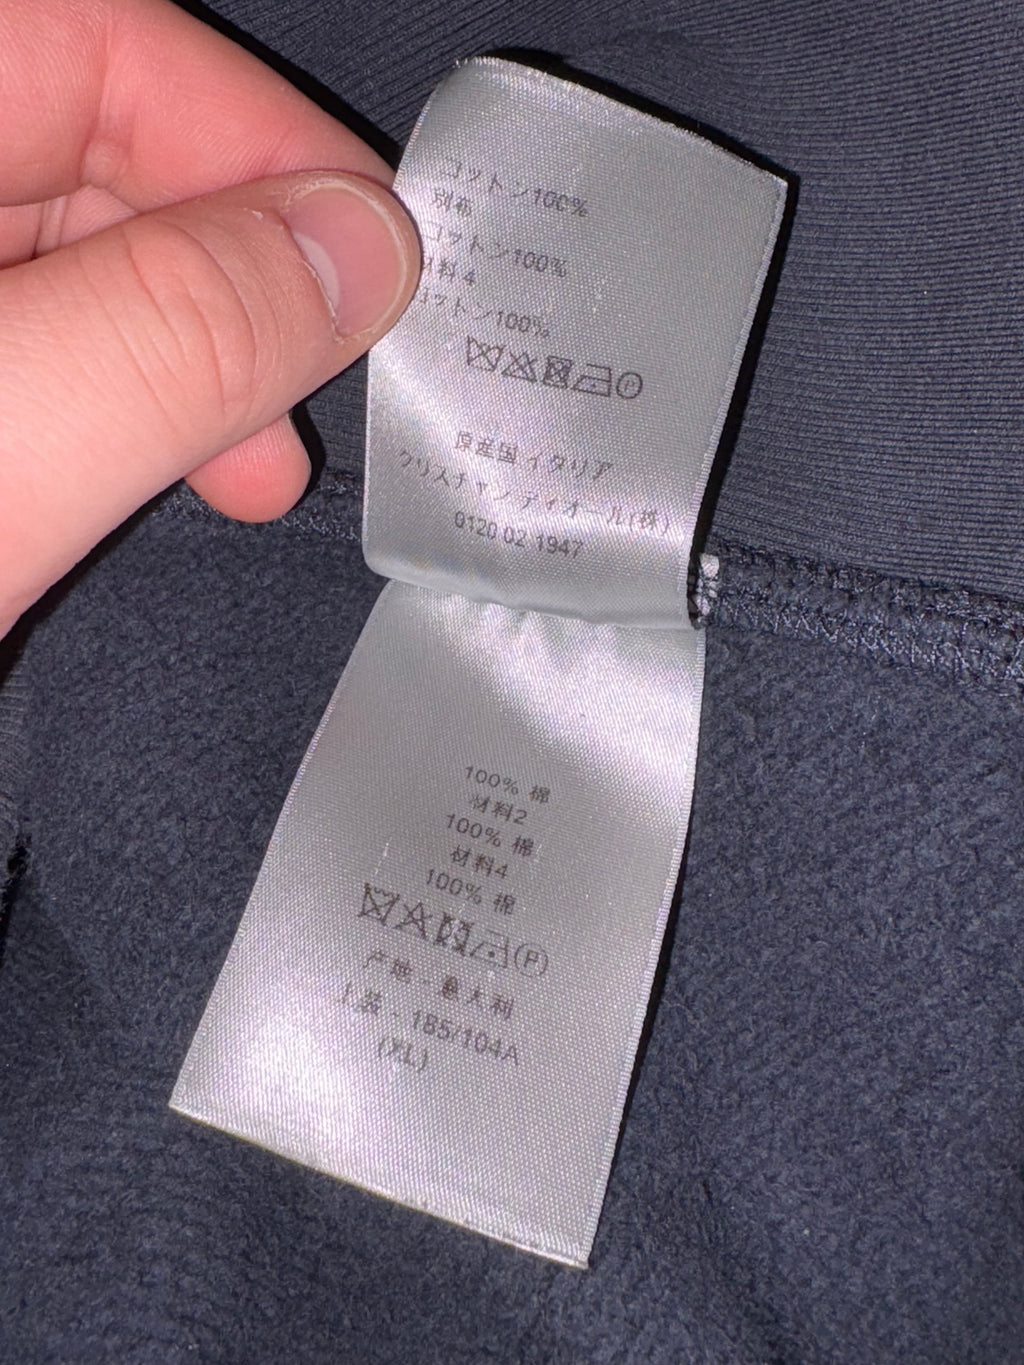 コットン100%
別布
コットン100%
材料4
コットン100%
P
原産国 イタリア
クリスチャン ディオール(株)
0120 02 1947
100% 棉
材料2
100% 棉
材料4
100% 棉
(P)
产地 - 意大利
上装 - 185/104A
(XL)